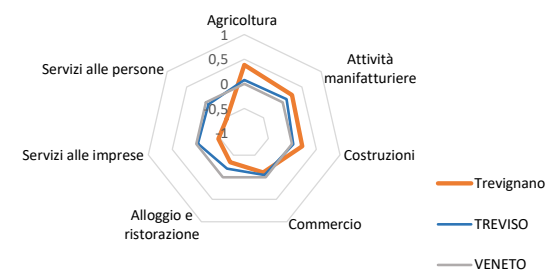 Agricoltura
1
0,5
0
0,5
-1
Attività
manifatturiere
Costruzioni
Commercio
Alloggio e
ristorazione
Servizi alle imprese
Servizi alle persone
Trevignano
TREVISO
VENETO